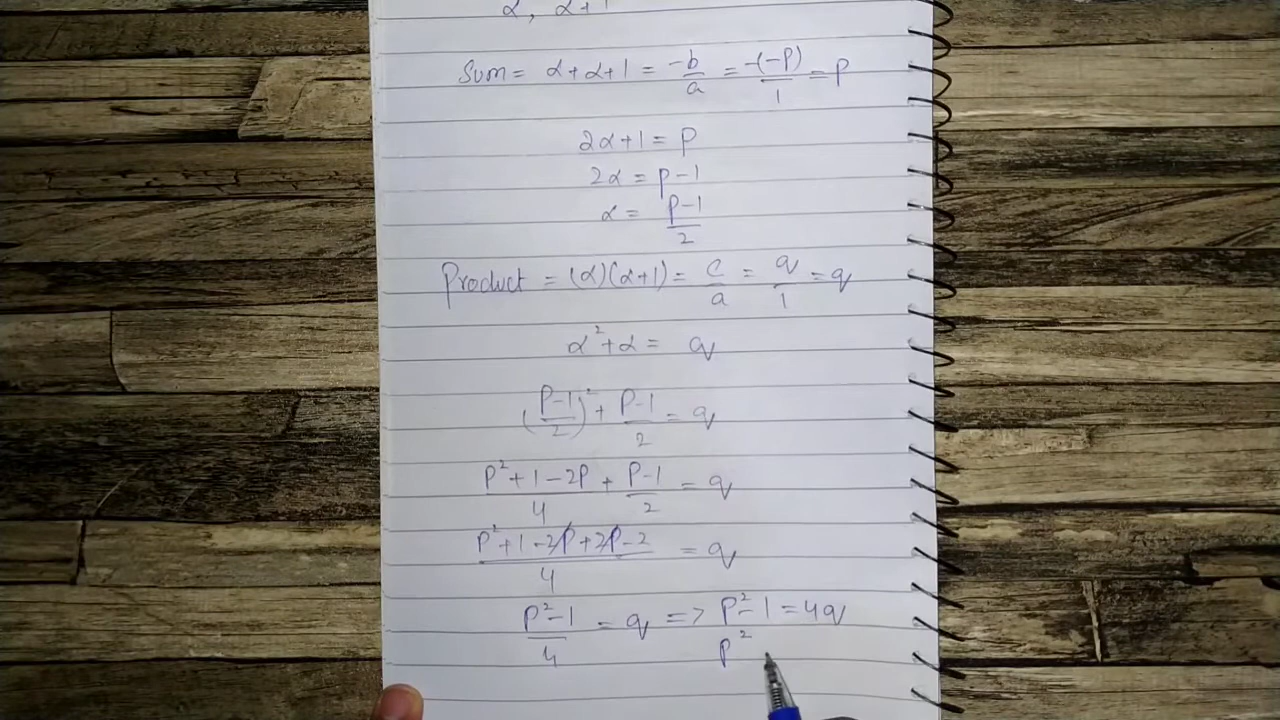 α, α+1
Sum = α+α+1 = -b/a = -(-P)/1 = P
2α+1 = P
2α = P-1
α = P-1/2
Product = (α)(α+1) = c/a = q/1 = q
α²+α = q
(P-1/2)² + P-1/2 = q
P²+1-2P/4 + P-1/2 = q
P²+1-2P+2P-2/4 = q
P²-1/4 = q => P²-1 = 4q
P²